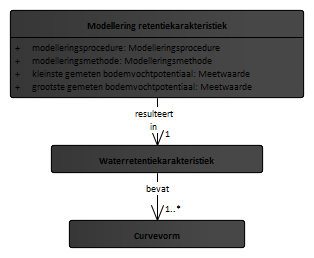 Modellering retentiekarakteristiek
+ modelleringsprocedure: Modelleringsprocedure
+ modelleringsmethode: Modelleringsmethode
+ kleinste gemeten bodemvochtpotentiaal: Meetwaarde
+ grootste gemeten bodemvochtpotentiaal: Meetwaarde
resulteert
in
1
Waterretentiekarakteristiek
bevat
1..*
Curvevorm